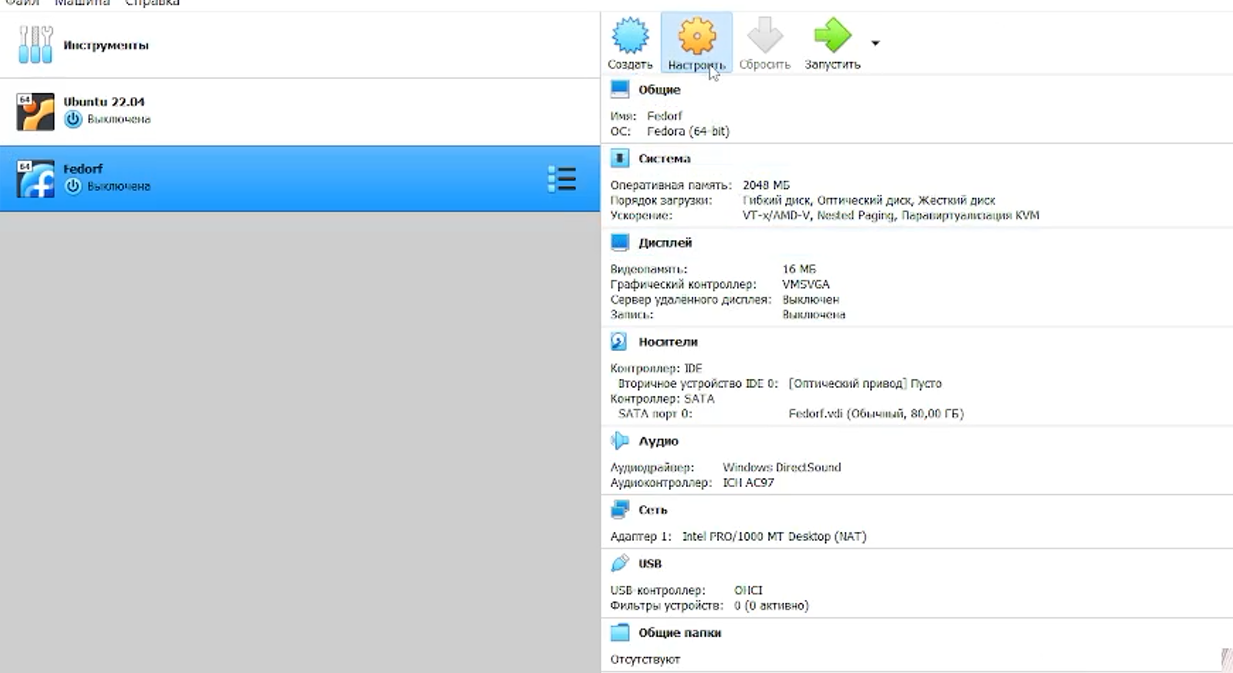 Файл Машина Справка
Инструменты
64
Ubuntu 22.04
Выключена
64
Fedorf
Выключена
Создать Настроить Сбросить Запустить
Общие
Имя: Fedorf
ОС: Fedora (64-bit)
Система
Оперативная память: 2048 МБ
Порядок загрузки: Гибкий диск, Оптический диск, Жесткий диск
Ускорение: VT-x/AMD-V, Nested Paging, Паравиртуализация KVM
Дисплей
Видеопамять: 16 МБ
Графический контроллер: VMSVGA
Сервер удалённого дисплея: Выключен
Запись: Выключена
Носители
Контроллер: IDE
Вторичное устройство IDE 0: [Оптический привод] Пусто
Контроллер: SATA
SATA порт 0: Fedorf.vdi (Обычный, 80,00 ГБ)
Аудио
Аудиодрайвер: Windows DirectSound
Аудиоконтроллер: ICH AC97
Сеть
Адаптер 1: Intel PRO/1000 MT Desktop (NAT)
USB
USB-контроллер: OHCI
Фильтры устройств: 0 (0 активно)
Общие папки
Отсутствуют